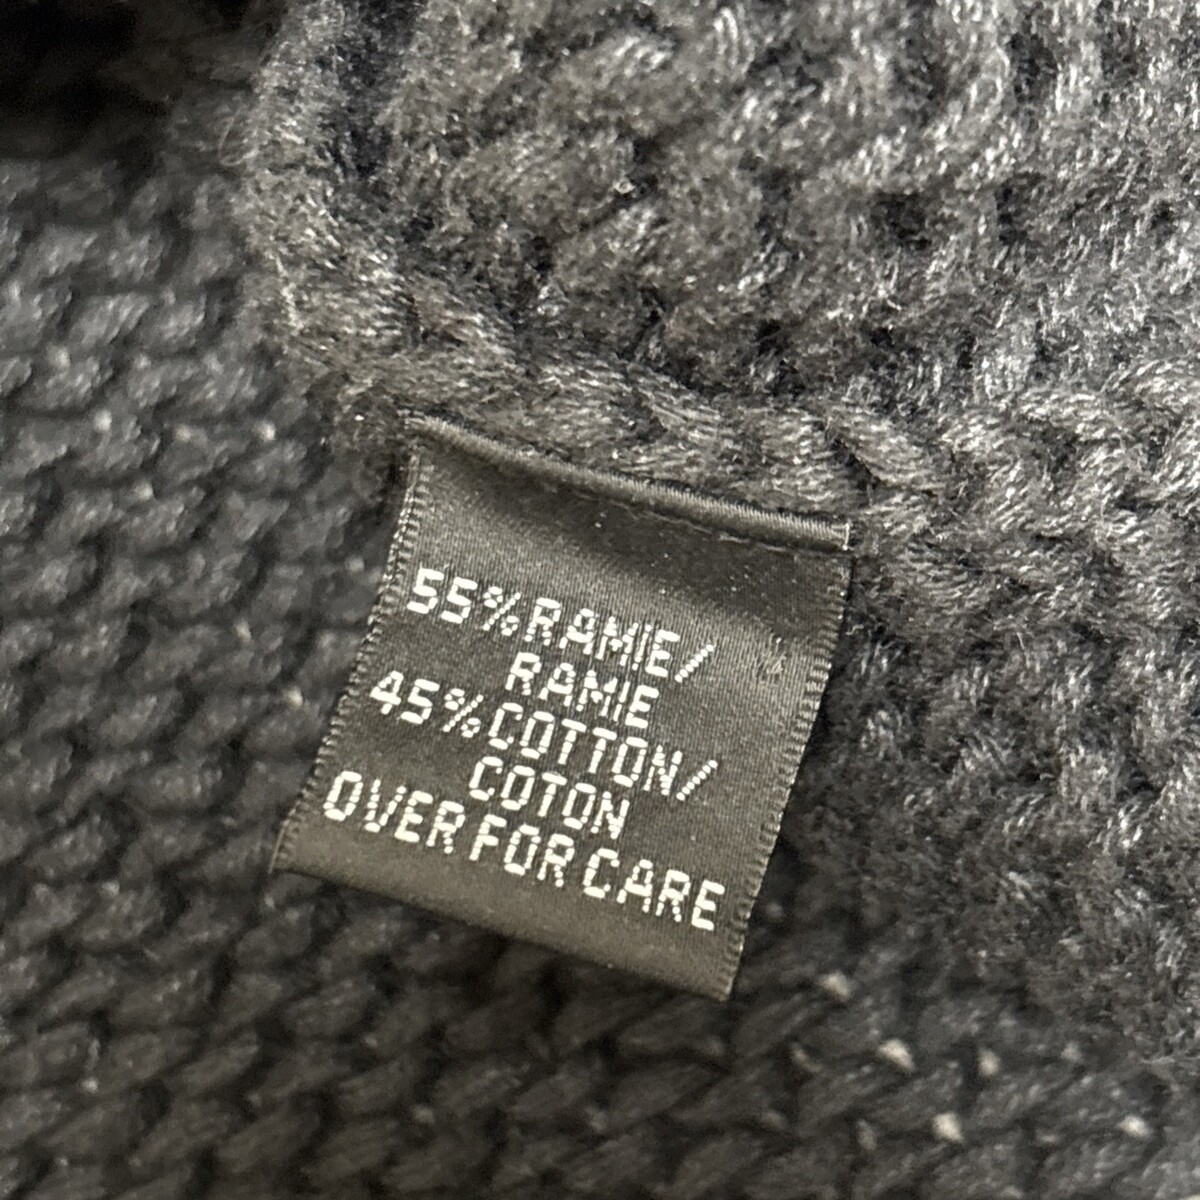 55% RAMIE/
RAMIE
45% COTTON/
COTON
OVER FOR CARE